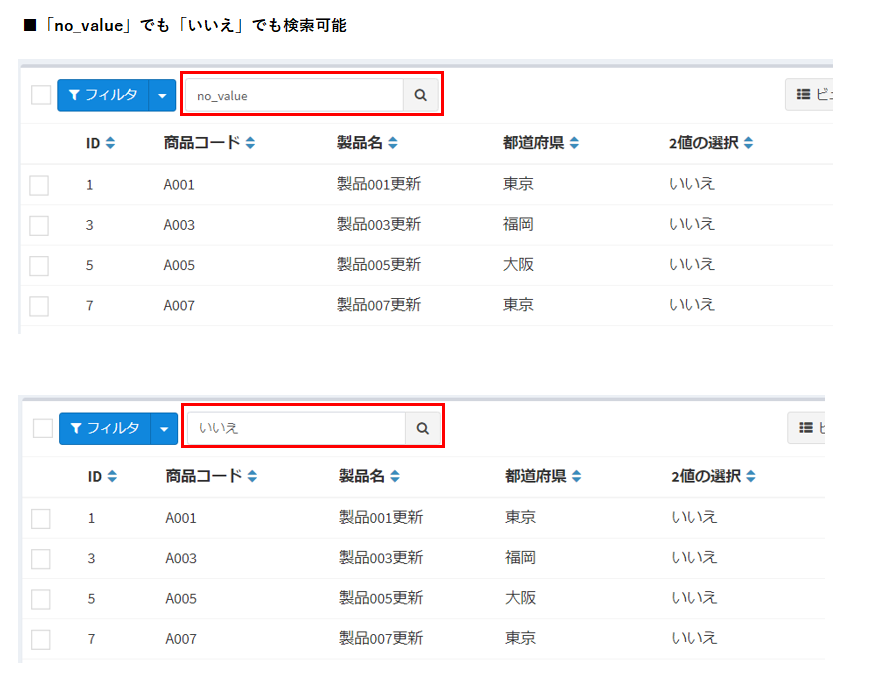 ■「no_value」でも「いいえ」でも検索可能
フィルタ no_value
ID 商品コード 製品名 都道府県 2値の選択
1 A001 製品001更新 東京 いいえ
3 A003 製品003更新 福岡 いいえ
5 A005 製品005更新 大阪 いいえ
7 A007 製品007更新 東京 いいえ
フィルタ いいえ
ID 商品コード 製品名 都道府県 2値の選択
1 A001 製品001更新 東京 いいえ
3 A003 製品003更新 福岡 いいえ
5 A005 製品005更新 大阪 いいえ
7 A007 製品007更新 東京 いいえ